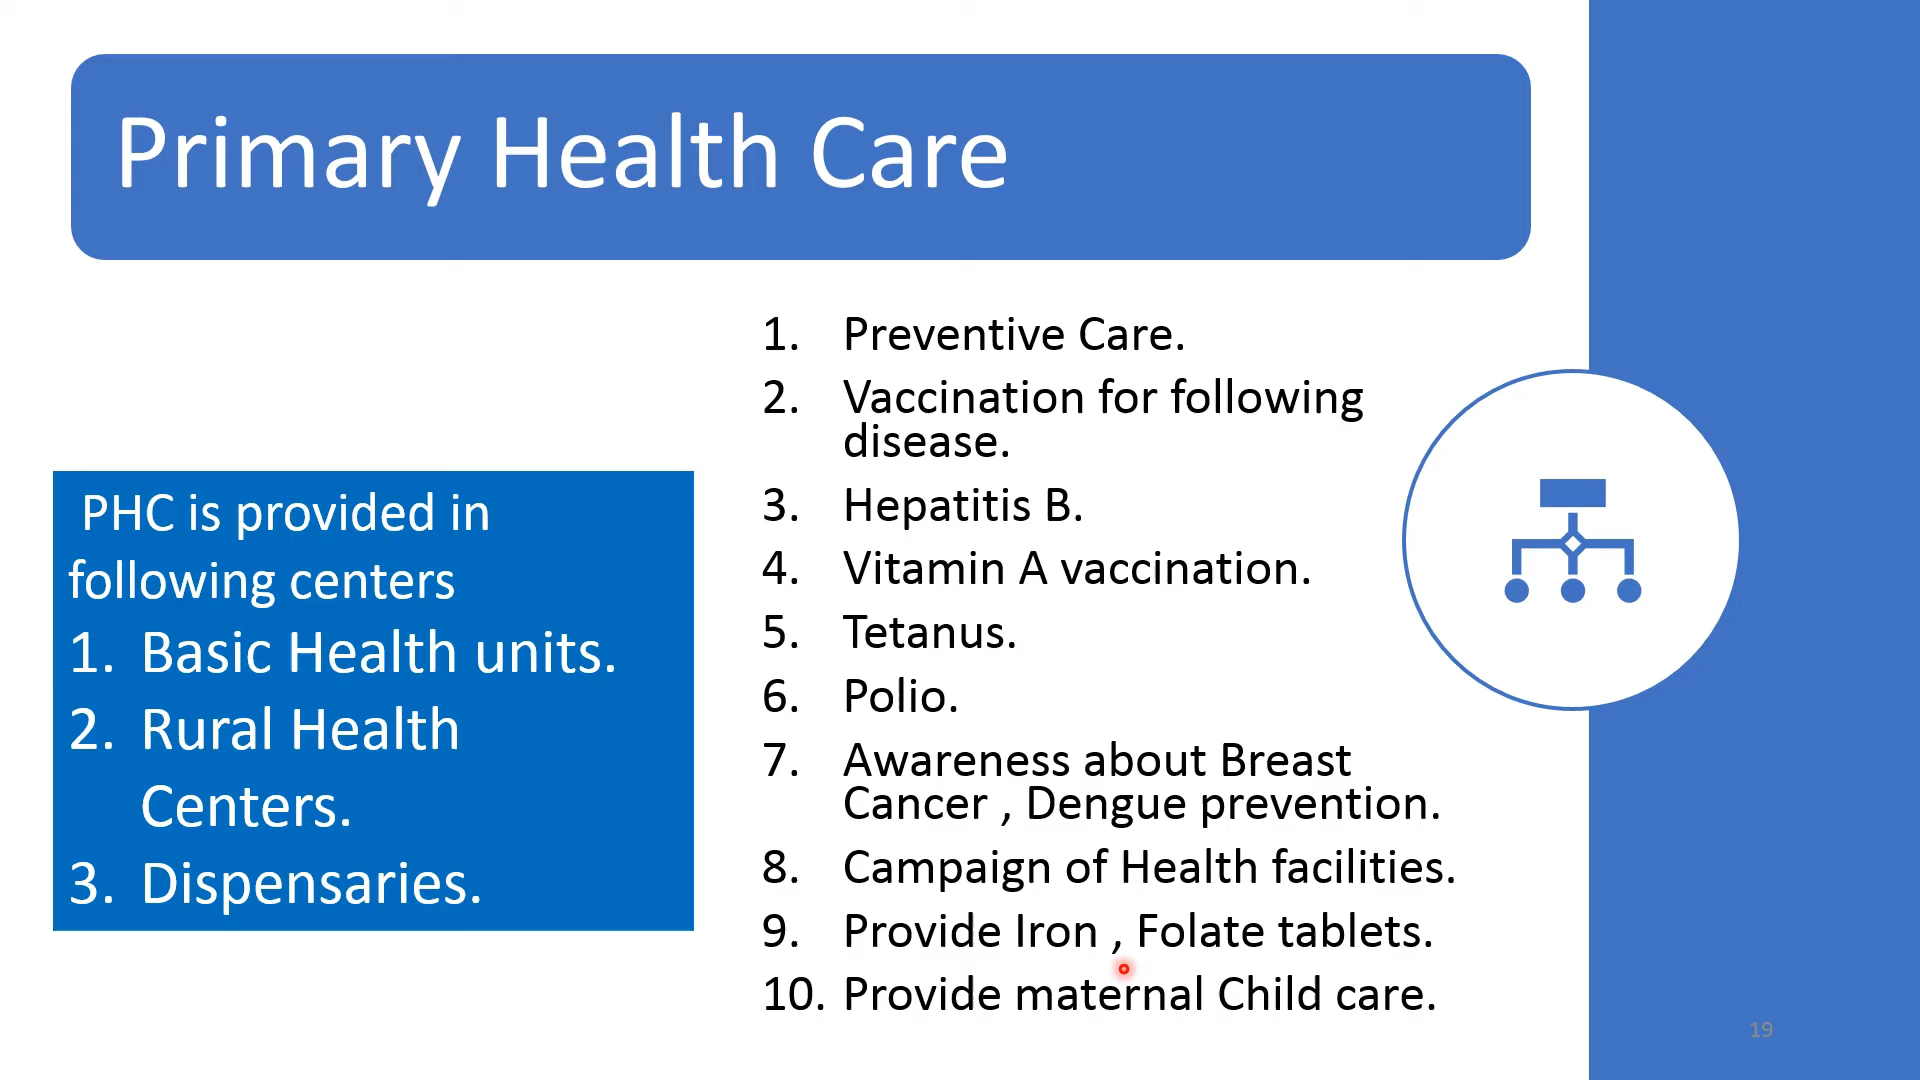 Primary Health Care
PHC is provided in
following centers
1. Basic Health units.
2. Rural Health
Centers.
3. Dispensaries.
1. Preventive Care.
2. Vaccination for following
disease.
3. Hepatitis B.
4. Vitamin A vaccination.
5. Tetanus.
6. Polio.
7. Awareness about Breast
Cancer , Dengue prevention.
8. Campaign of Health facilities.
9. Provide Iron , Folate tablets.
10. Provide maternal Child care.
19